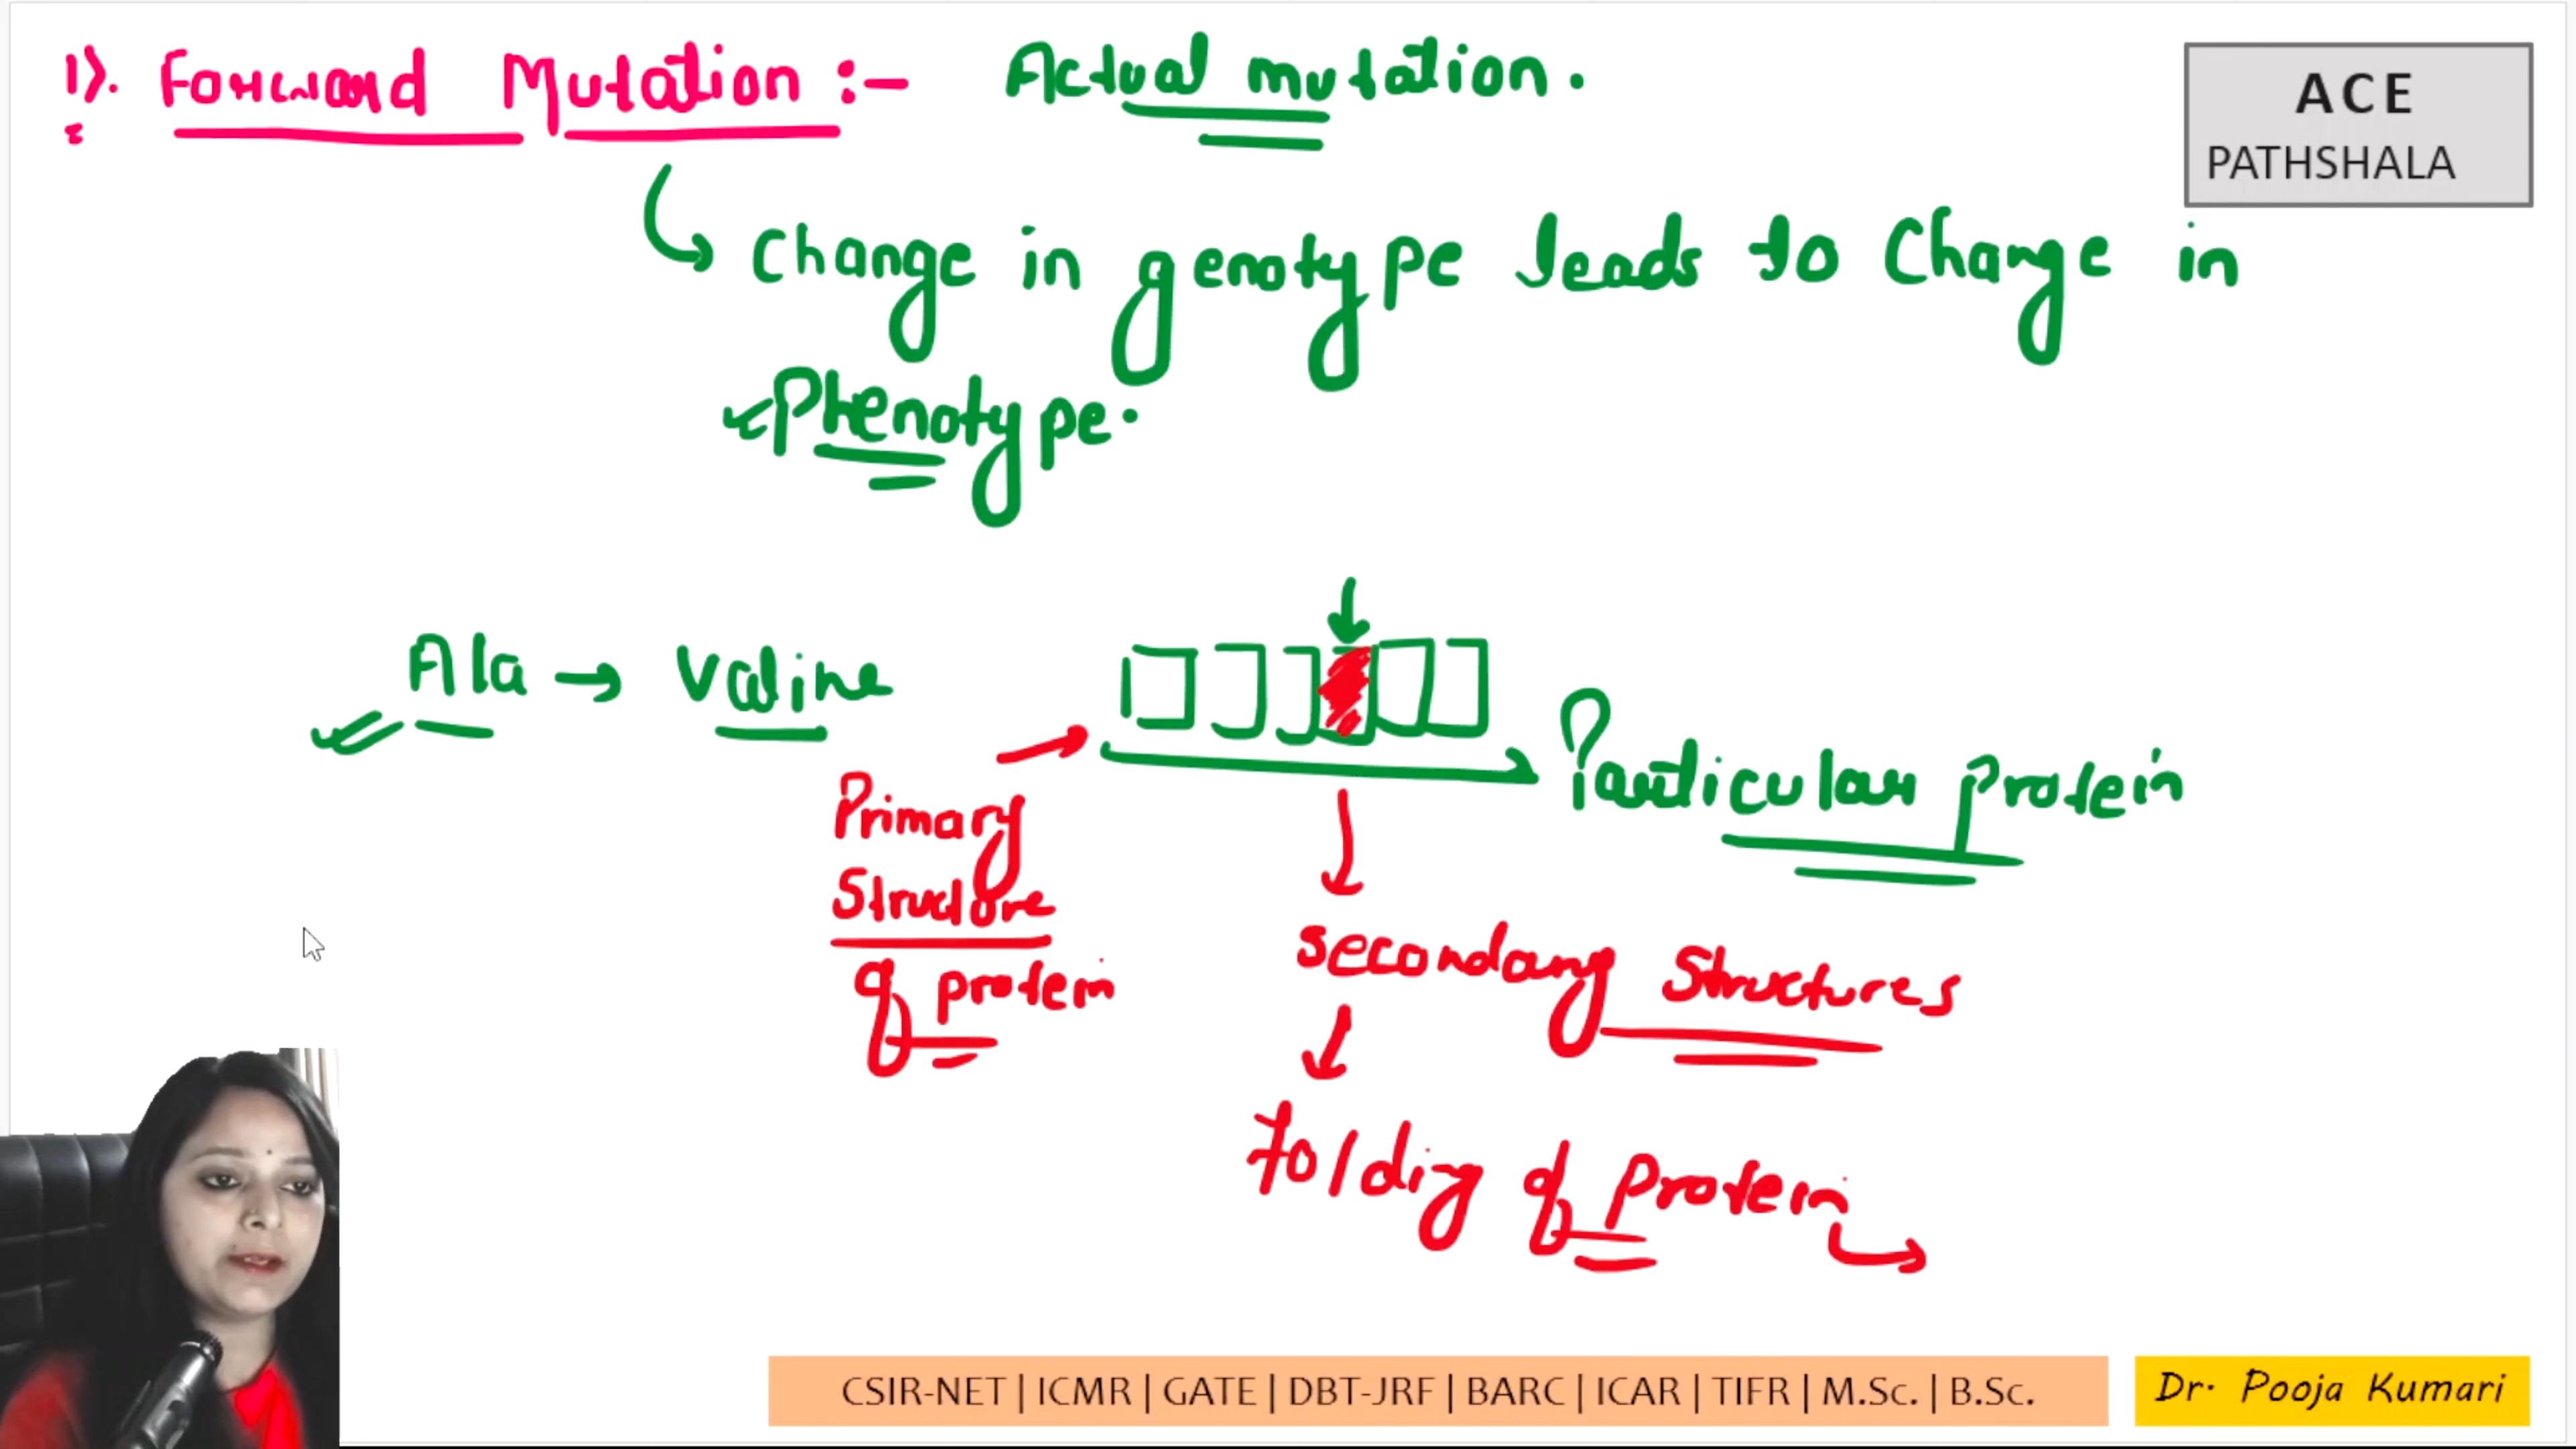 1). Forward Mutation :- Actual mutation.
ACE
PATHSHALA
Change in genotype leads to Change in
Phenotype.
Ala → Valine
Particular protein
Primary
Structure
of protein
Secondary Structures
Folding of Protein
CSIR-NET | ICMR | GATE | DBT-JRF | BARC | ICAR | TIFR | M.Sc. | B.Sc.
Dr. Pooja Kumari